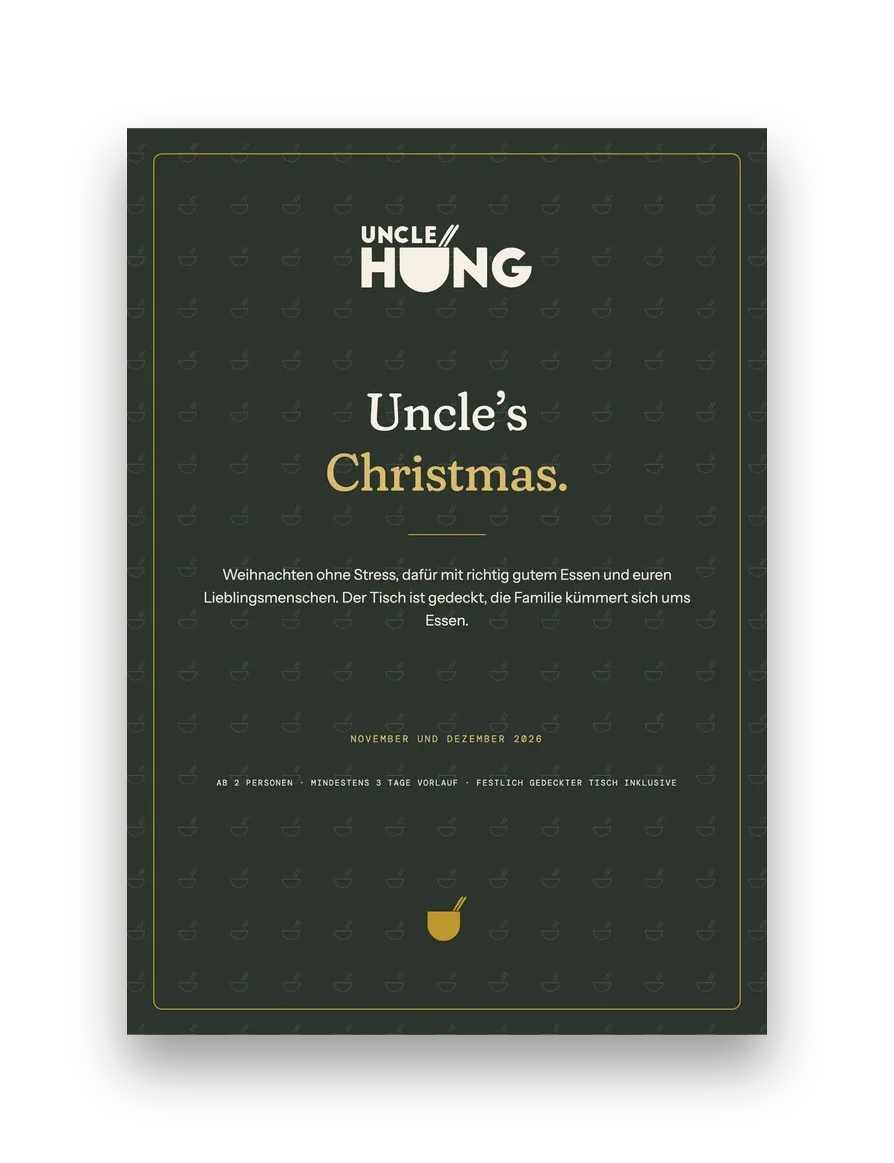 UNCLE
HUNG
Uncle’s
Christmas.
Weihnachten ohne Stress, dafür mit richtig gutem Essen und euren
Lieblingsmenschen. Der Tisch ist gedeckt, die Familie kümmert sich ums
Essen.
NOVEMBER UND DEZEMBER 2026
AB 2 PERSONEN · MINDESTENS 3 TAGE VORLAUF · FESTLICH GEDECKTER TISCH INKLUSIVE